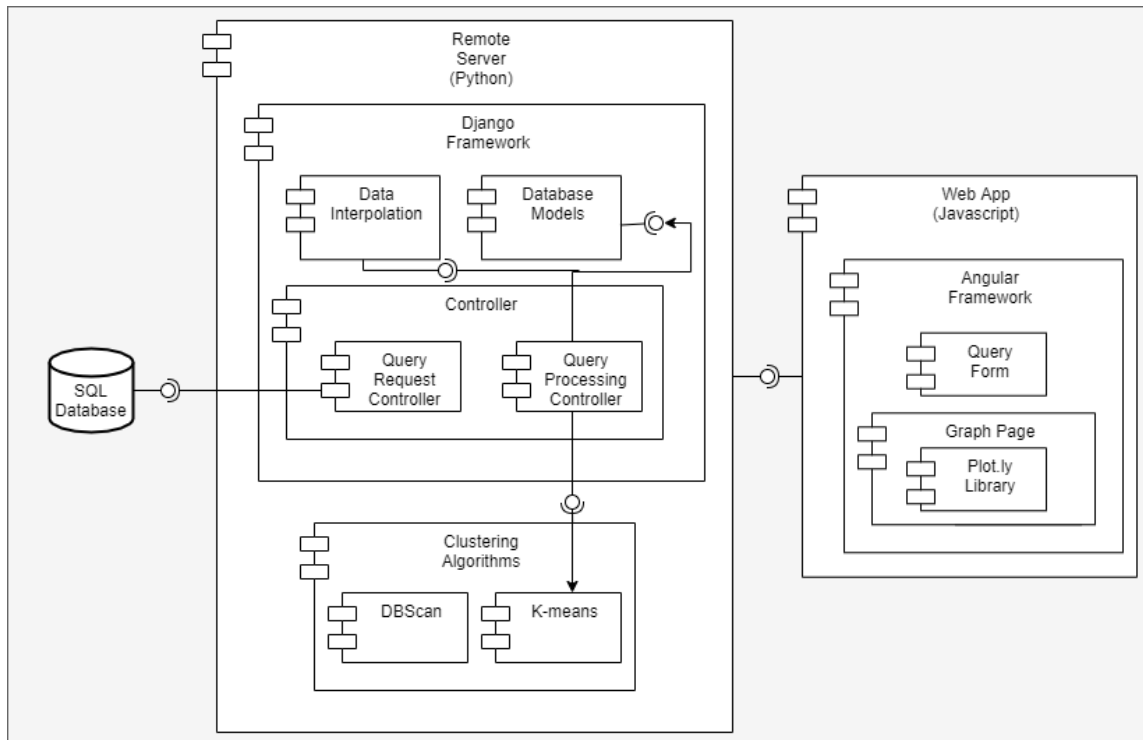 Remote
Server
(Python)
Django
Framework
Data
Interpolation
Database
Models
Controller
Query
Request
Controller
Query
Processing
Controller
SQL
Database
Clustering
Algorithms
DBScan
K-means
Web App
(Javascript)
Angular
Framework
Query
Form
Graph Page
Plot.ly
Library